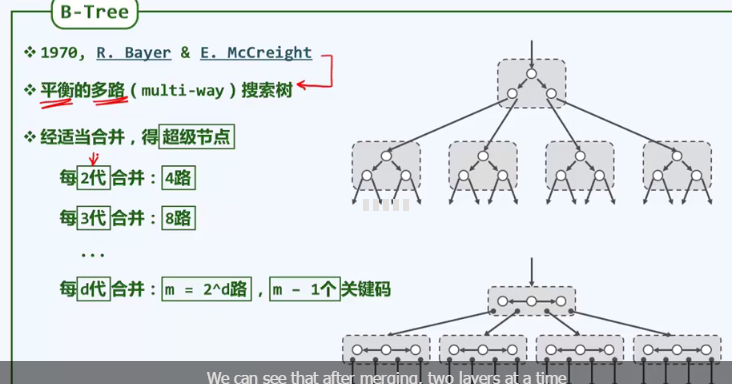 B-Tree
❖ 1970, R. Bayer & E. McCreight
❖ 平衡的多路（multi-way）搜索树
❖ 经适当合并，得超级节点
每2代合并：4路
每3代合并：8路
...
每d代合并：m = 2^d路，m - 1个关键码
We can see that after merging, two layers at a time